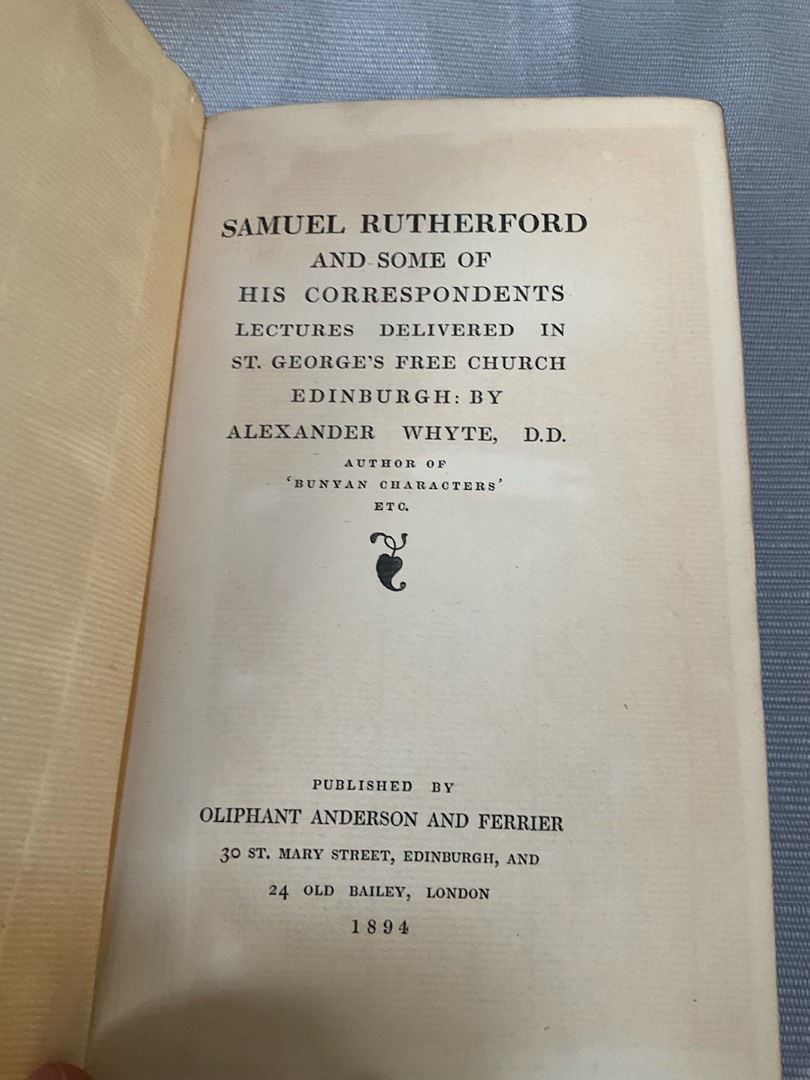 SAMUEL RUTHERFORD
AND SOME OF
HIS CORRESPONDENTS
LECTURES DELIVERED IN
ST. GEORGE'S FREE CHURCH
EDINBURGH: BY
ALEXANDER WHYTE, D.D.
AUTHOR OF
'BUNYAN CHARACTERS'
ETC.
PUBLISHED BY
OLIPHANT ANDERSON AND FERRIER
30 ST. MARY STREET, EDINBURGH, AND
24 OLD BAILEY, LONDON
1894